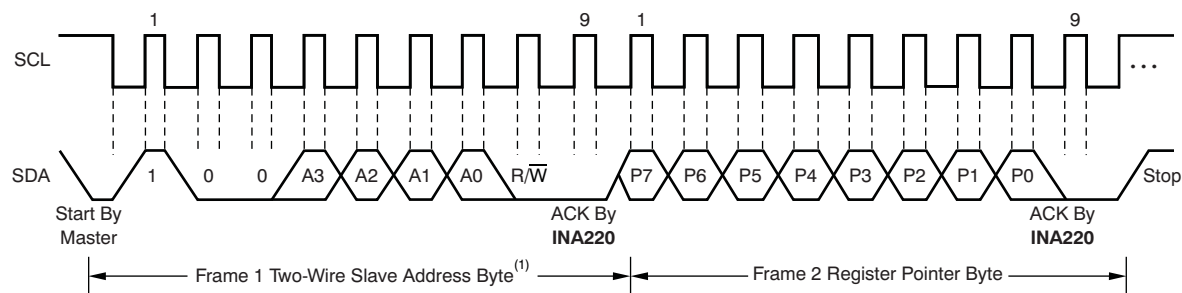 1 9 1 9
SCL
...
SDA 1 0 0 A3 A2 A1 A0 R/W̅ P7 P6 P5 P4 P3 P2 P1 P0 Stop
Start By
Master
ACK By
INA220
ACK By
INA220
Frame 1 Two-Wire Slave Address Byte(1)
Frame 2 Register Pointer Byte